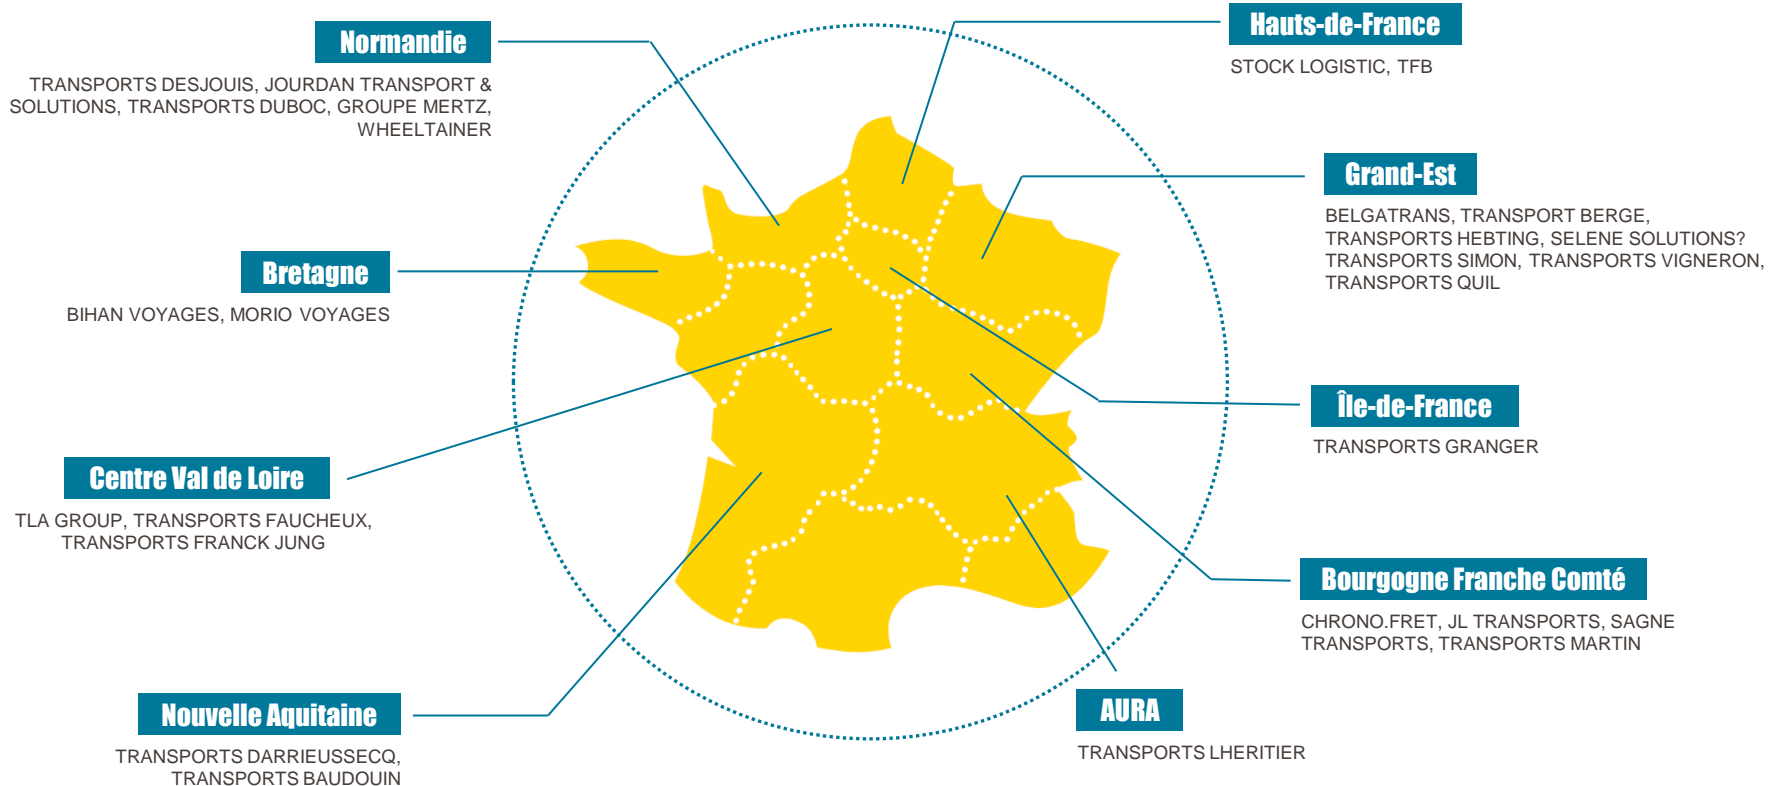 Normandie
TRANSPORTS DESJOUIS, JOURDAN TRANSPORT &
SOLUTIONS, TRANSPORTS DUBOC, GROUPE MERTZ,
WHEELTAINER
Hauts-de-France
STOCK LOGISTIC, TFB
Grand-Est
BELGATRANS, TRANSPORT BERGE,
TRANSPORTS HEBTING, SELENE SOLUTIONS?
TRANSPORTS SIMON, TRANSPORTS VIGNERON,
TRANSPORTS QUIL
Bretagne
BIHAN VOYAGES, MORIO VOYAGES
Île-de-France
TRANSPORTS GRANGER
Centre Val de Loire
TLA GROUP, TRANSPORTS FAUCHEUX,
TRANSPORTS FRANCK JUNG
Bourgogne Franche Comté
CHRONO.FRET, JL TRANSPORTS, SAGNE
TRANSPORTS, TRANSPORTS MARTIN
Nouvelle Aquitaine
TRANSPORTS DARRIEUSSECQ,
TRANSPORTS BAUDOUIN
AURA
TRANSPORTS LHERITIER